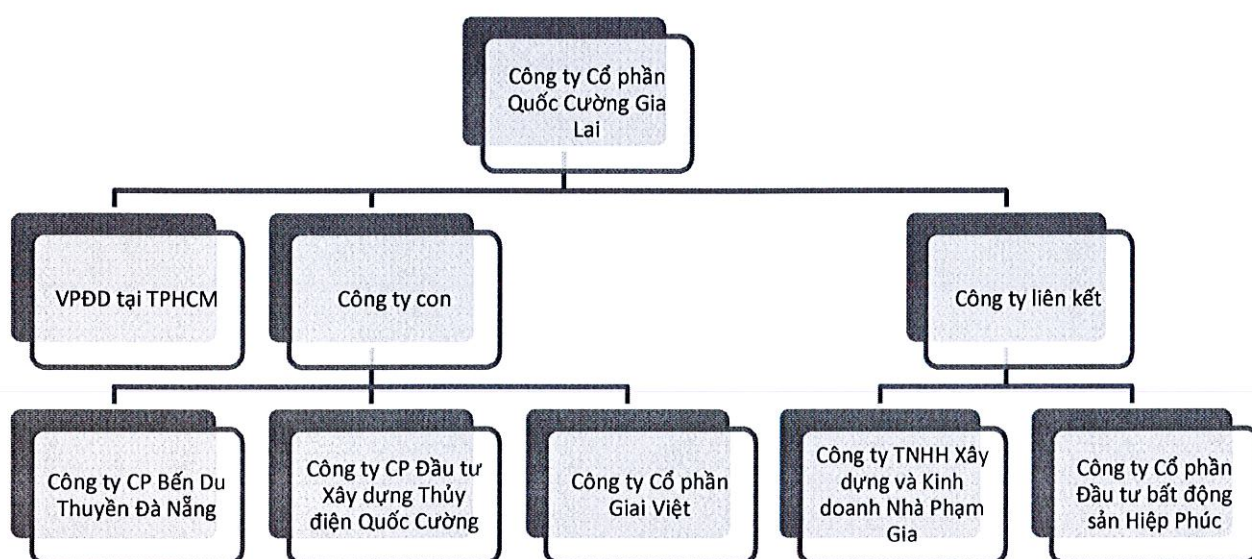 Công ty Cổ phần
Quốc Cường Gia
Lai
VPĐD tại TPHCM
Công ty con
Công ty liên kết
Công ty CP Bến Du
Thuyền Đà Nẵng
Công ty CP Đầu tư
Xây dựng Thủy
điện Quốc Cường
Công ty Cổ phần
Giai Việt
Công ty TNHH Xây
dựng và Kinh
doanh Nhà Phạm
Gia
Công ty Cổ phần
Đầu tư bất động
sản Hiệp Phúc